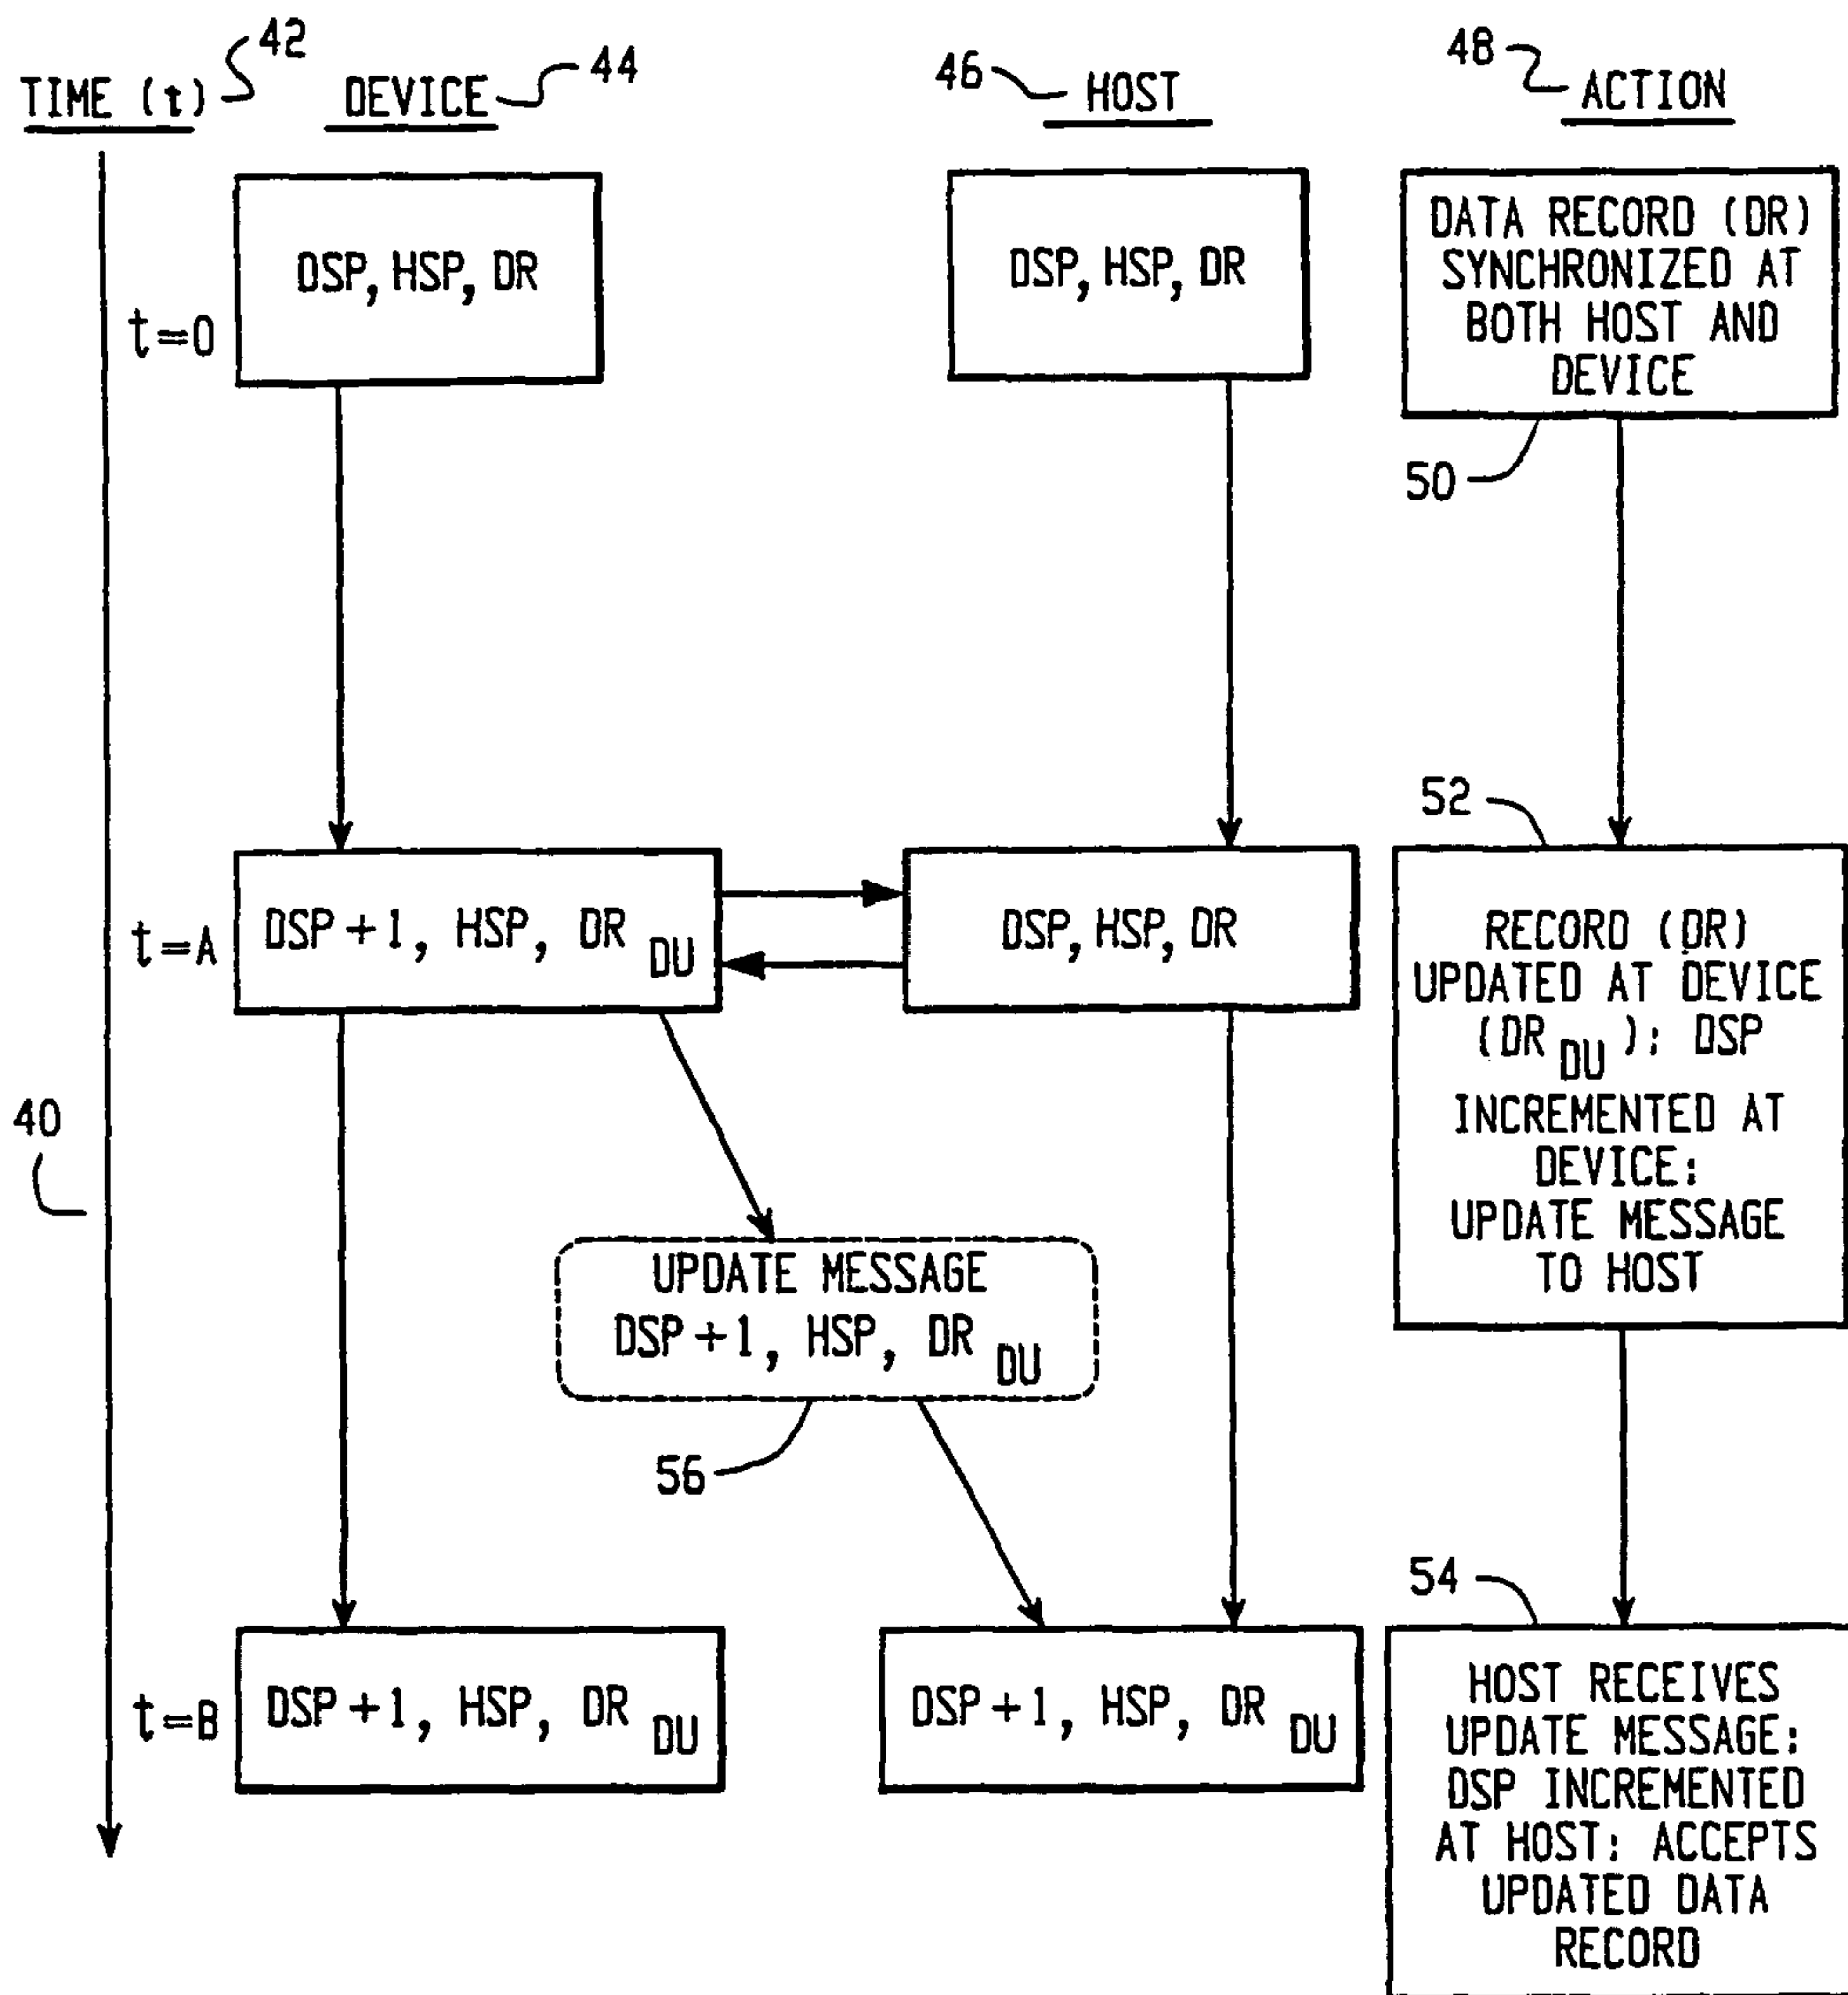 42
44
46
48
TIME (t)
DEVICE
HOST
ACTION
t=0
DSP, HSP, DR
DSP, HSP, DR
DATA RECORD (DR)
SYNCHRONIZED AT
BOTH HOST AND
DEVICE
50
52
t=A
DSP+1, HSP, DR DU
DSP, HSP, DR
RECORD (DR)
UPDATED AT DEVICE
(DR DU): DSP
INCREMENTED AT
DEVICE:
UPDATE MESSAGE
TO HOST
40
UPDATE MESSAGE
DSP+1, HSP, DR DU
56
54
t=B
DSP+1, HSP, DR DU
DSP+1, HSP, DR DU
HOST RECEIVES
UPDATE MESSAGE:
DSP INCREMENTED
AT HOST: ACCEPTS
UPDATED DATA
RECORD